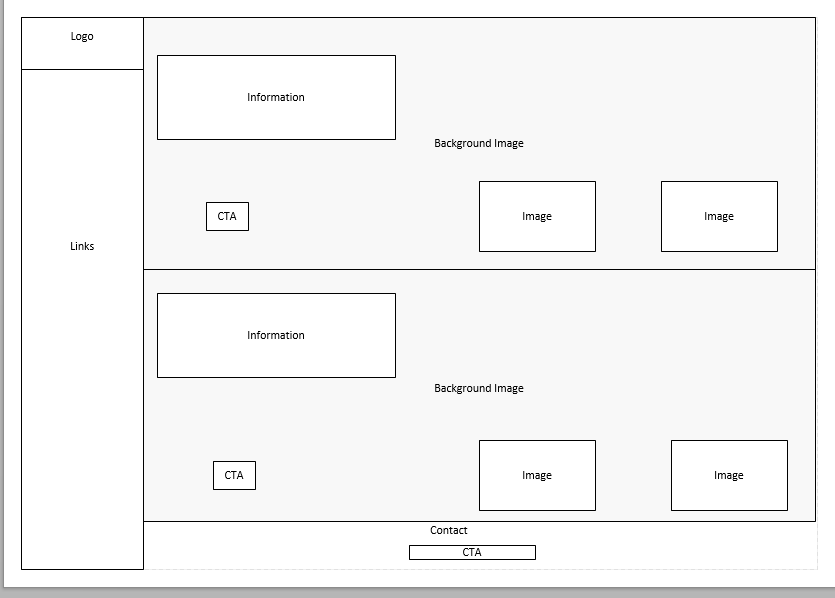 Logo
Links
Information
Background Image
CTA
Image
Image
Information
Background Image
CTA
Image
Image
Contact
CTA